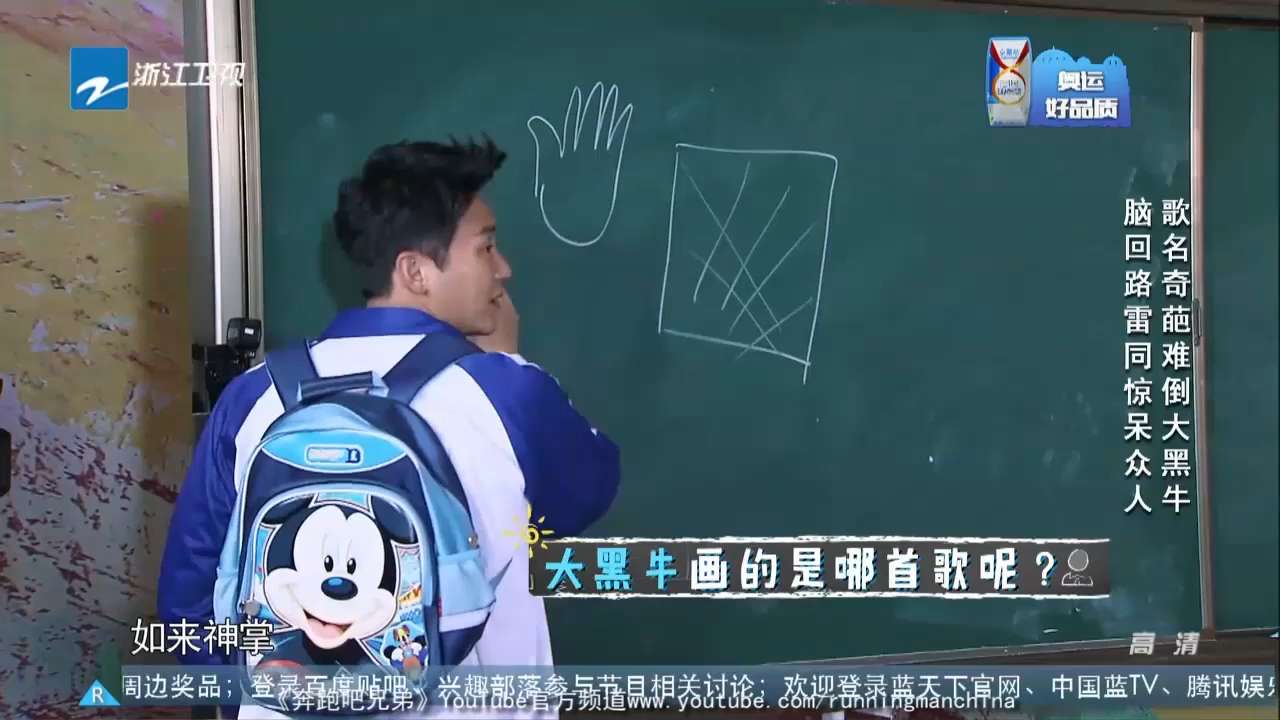 浙江卫视
奥运
好品质
歌名奇葩难倒大黑牛
脑回路雷同惊呆众人
大黑牛画的是哪首歌呢？
如来神掌
高清
R
周边奖品；登录百度贴吧、兴趣部落参与节目相关讨论；欢迎登录蓝天下官网、中国蓝TV、腾讯娱乐
《奔跑吧兄弟》YouTube官方频道www.youtube.com/runningmanchina